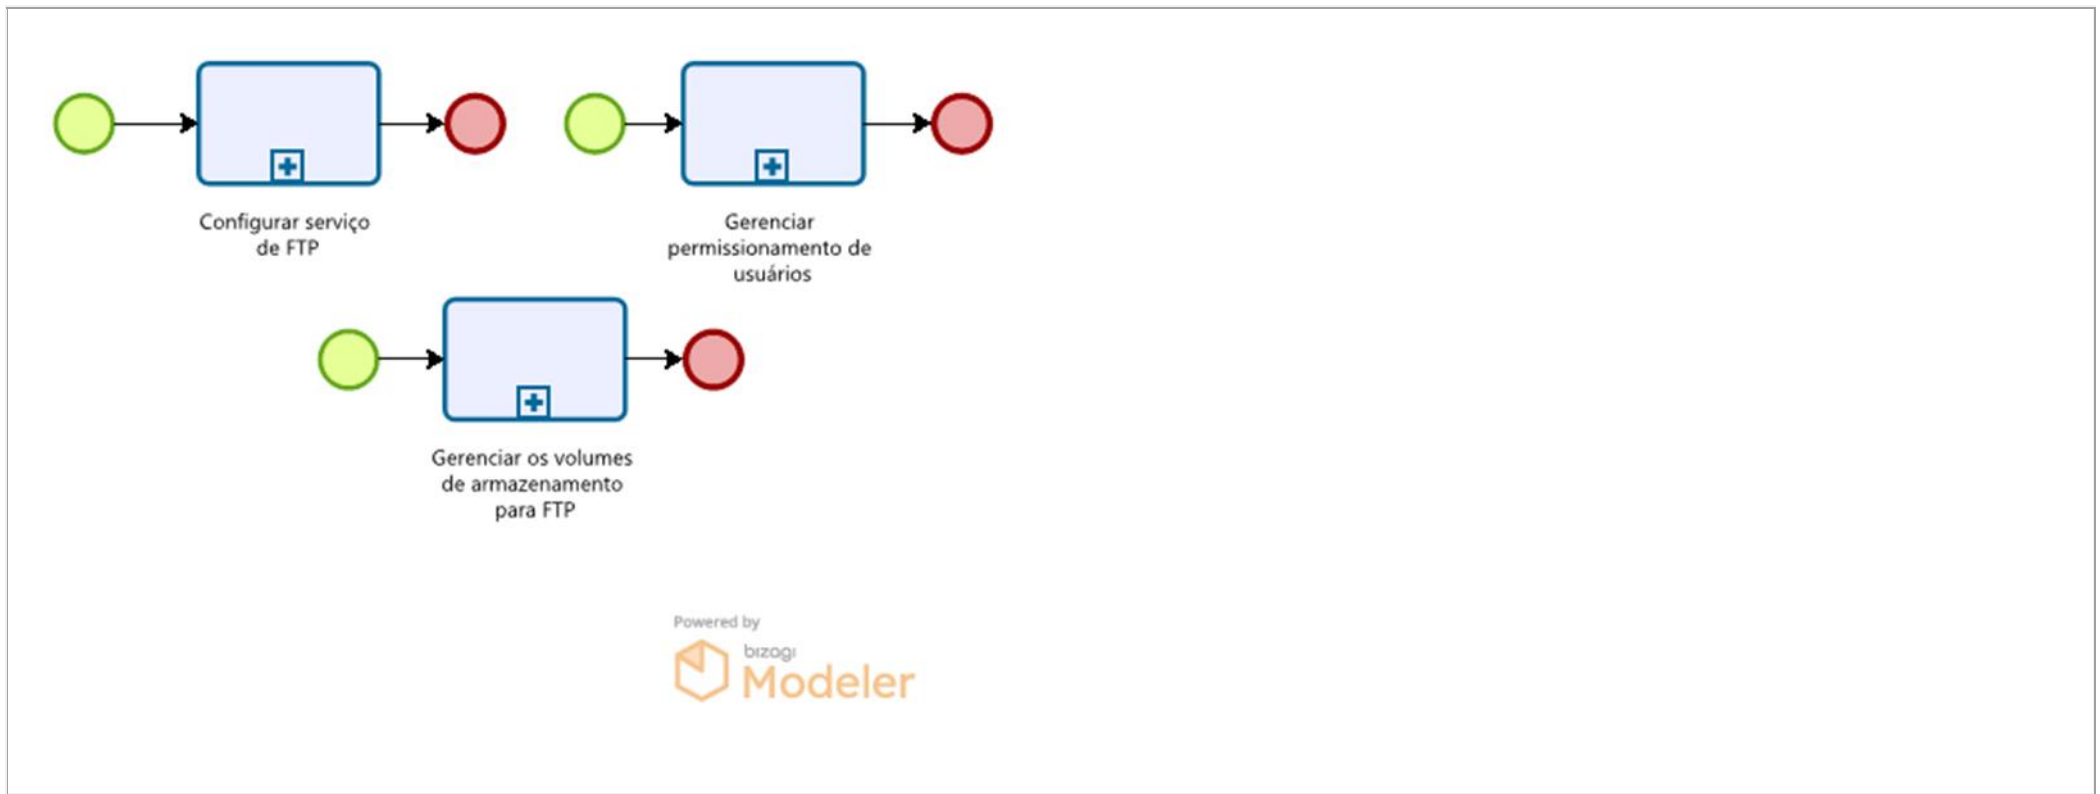 Configurar serviço
de FTP
Gerenciar
permissionamento de
usuários
Gerenciar os volumes
de armazenamento
para FTP
Powered by
bizagi
Modeler